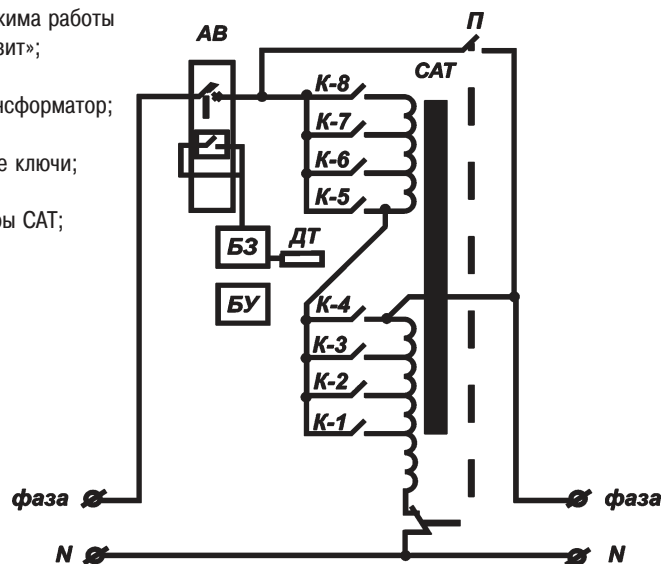 жима работы
зит»;
нсформатор;
е ключи;
ры САТ;
АВ
П
САТ
К-8
К-7
К-6
К-5
БЗ
ДТ
БУ
К-4
К-3
К-2
К-1
фаза
фаза
N
N